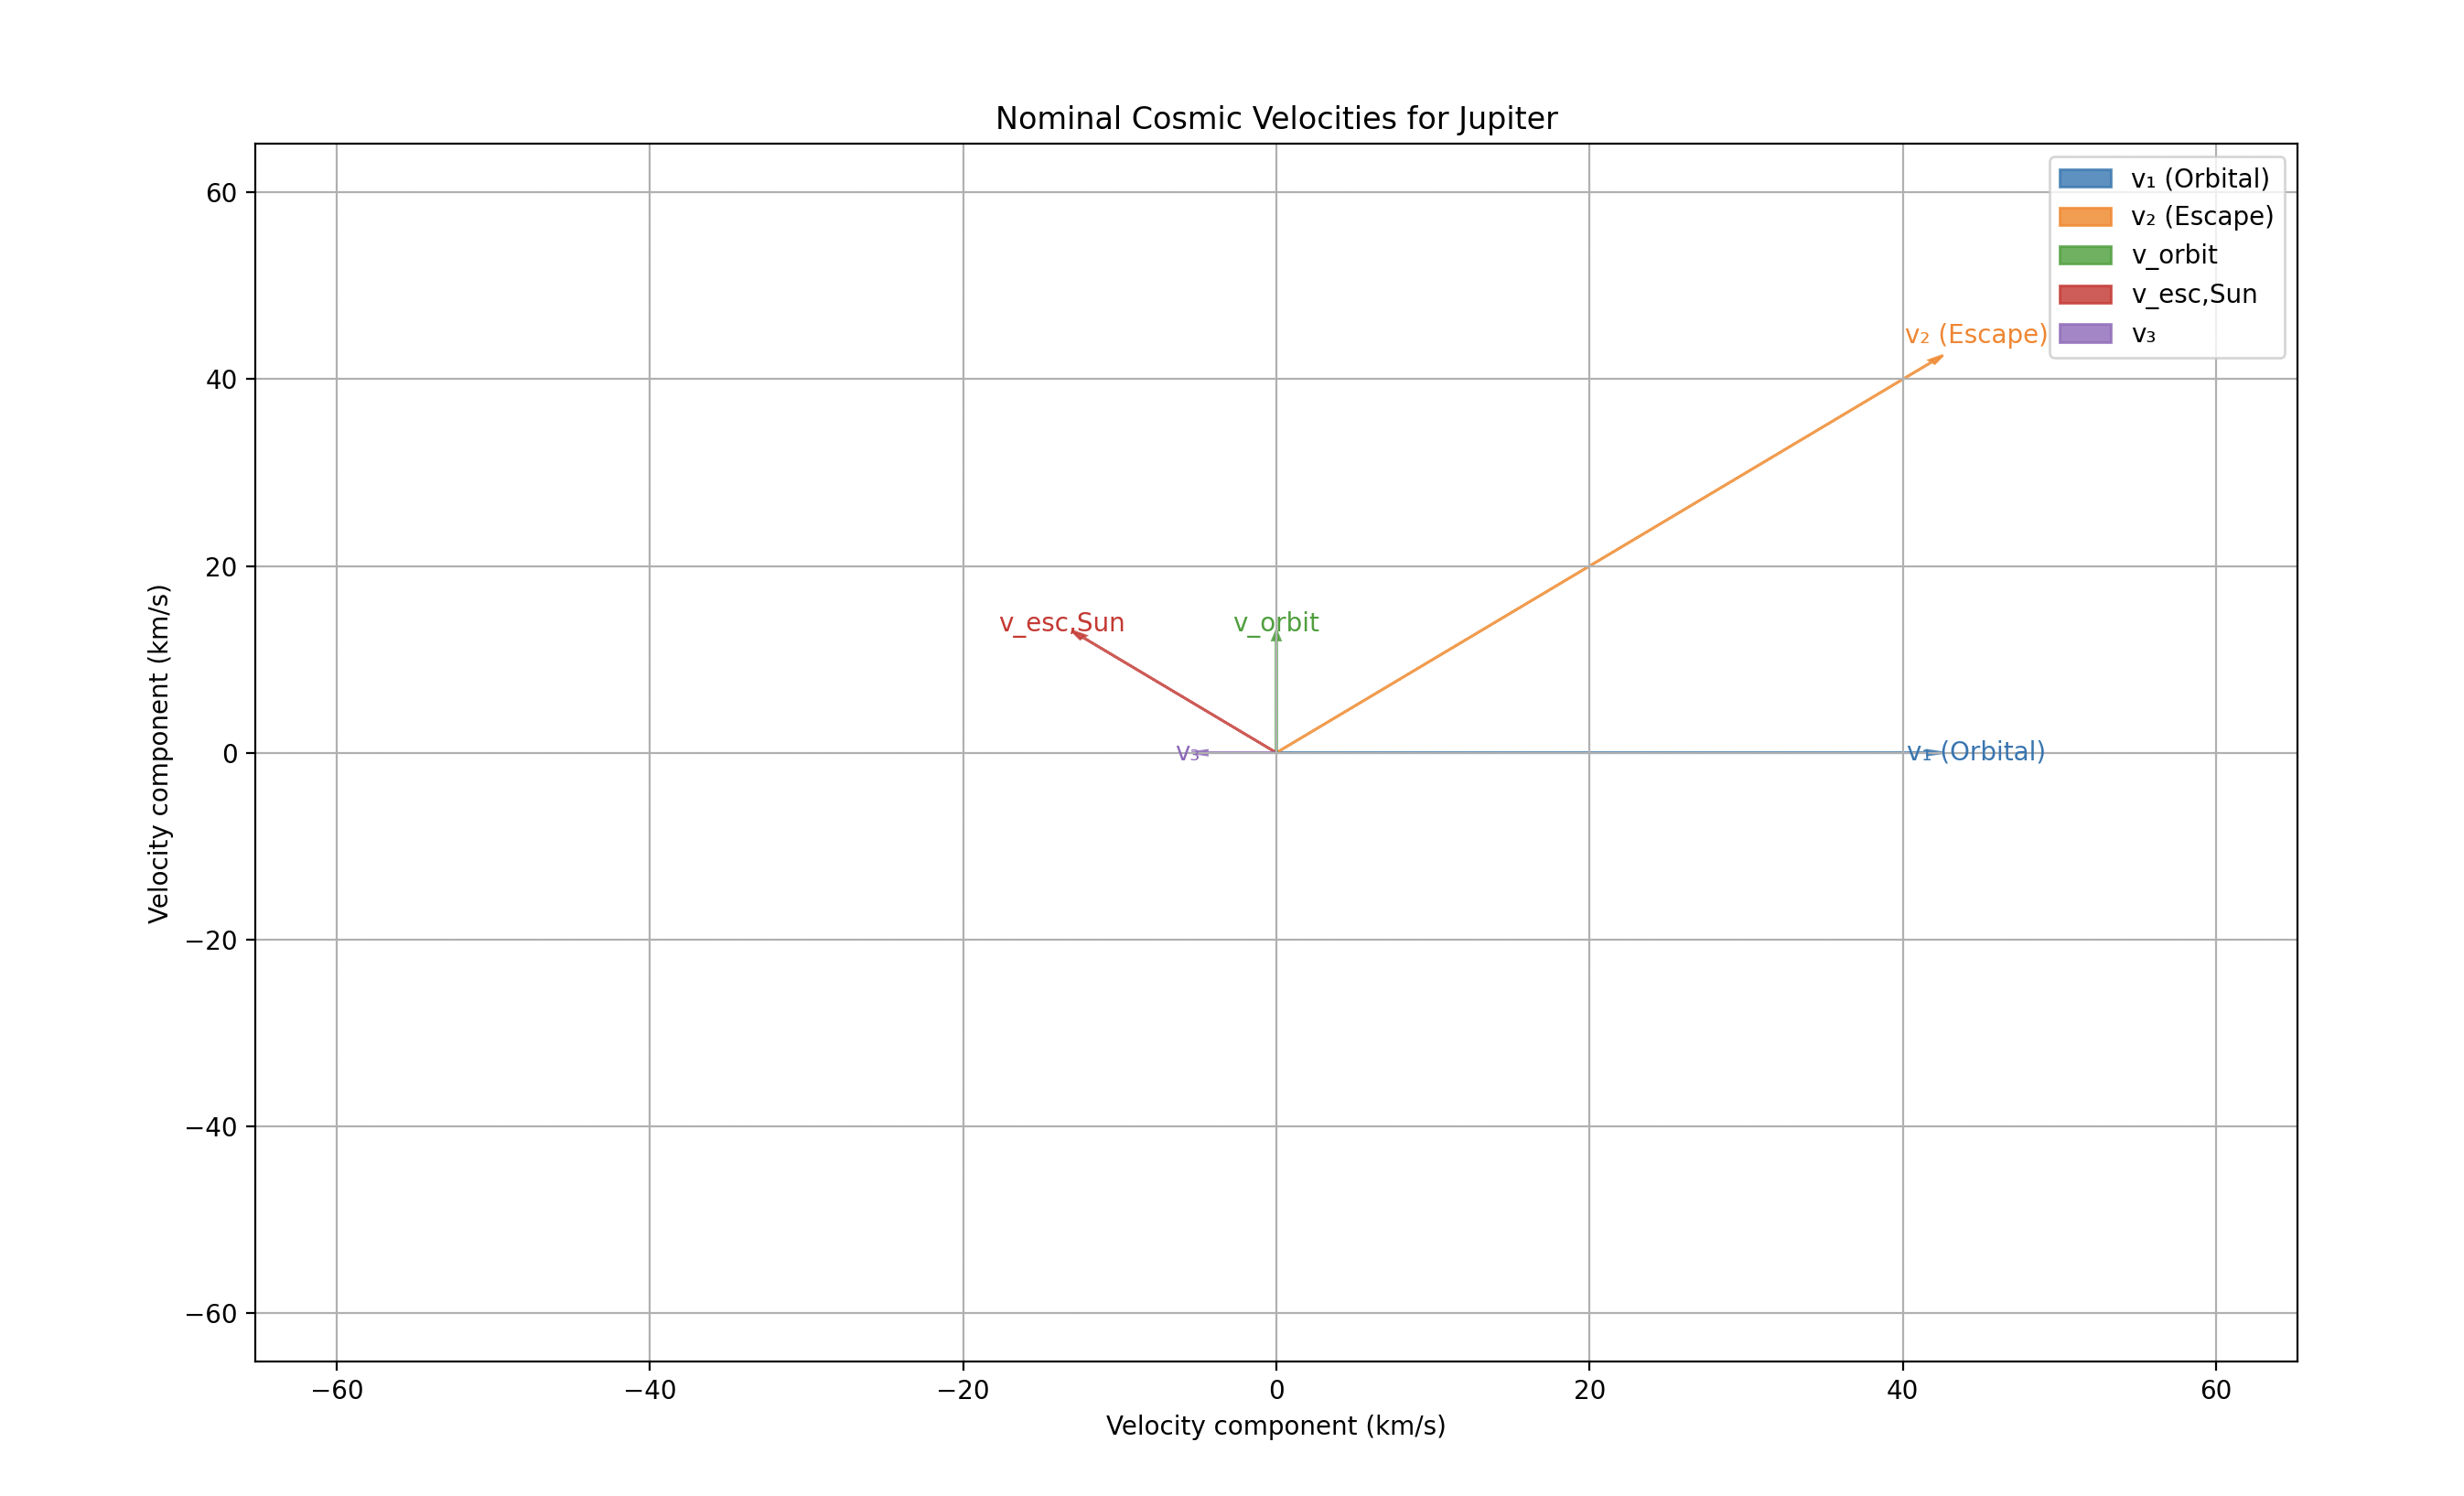 Nominal Cosmic Velocities for Jupiter
v₁ (Orbital)
v₂ (Escape)
v_orbit
v_esc,Sun
v₃
60
40
20
0
−20
−40
−60
Velocity component (km/s)
v₂ (Escape)
v_esc,Sun
v_orbit
v₃
v₁ (Orbital)
−60
−40
−20
0
20
40
60
Velocity component (km/s)